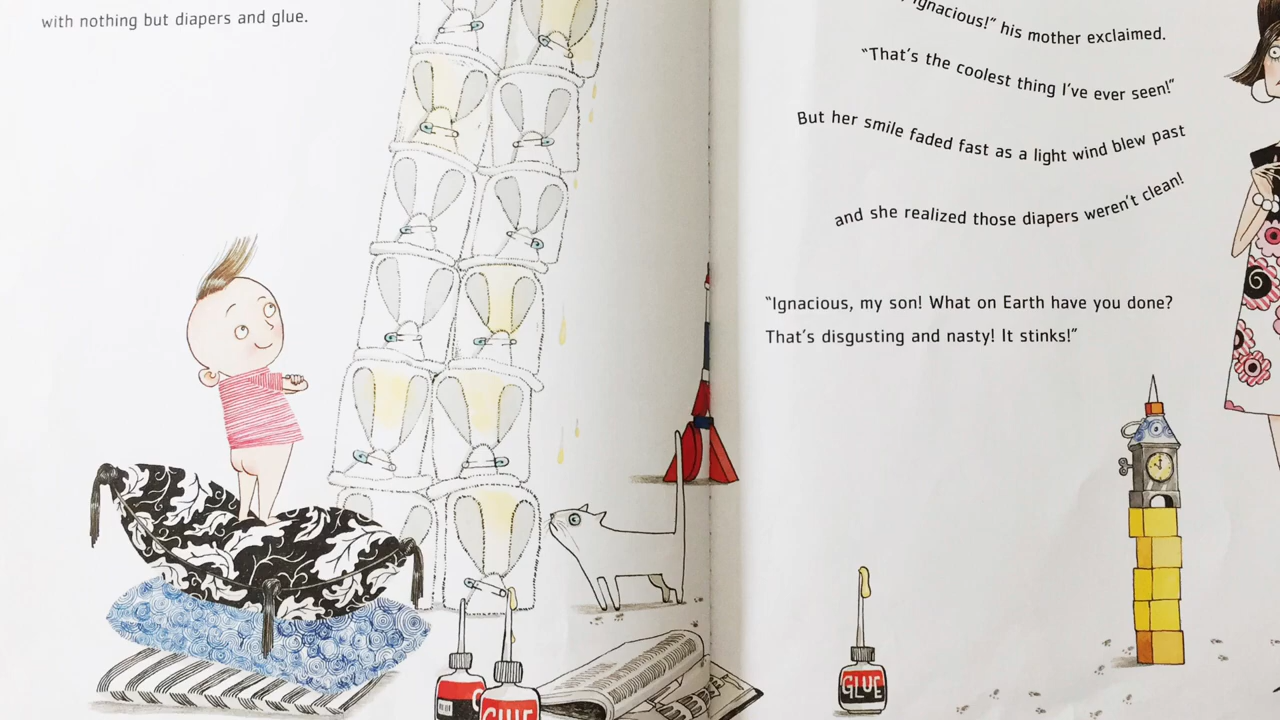 with nothing but diapers and glue.
Ignacious!” his mother exclaimed.
“That’s the coolest thing I’ve ever seen!”
But her smile faded fast as a light wind blew past
and she realized those diapers weren’t clean!
“Ignacious, my son! What on Earth have you done?
That’s disgusting and nasty! It stinks!”
GLUE
GLUE